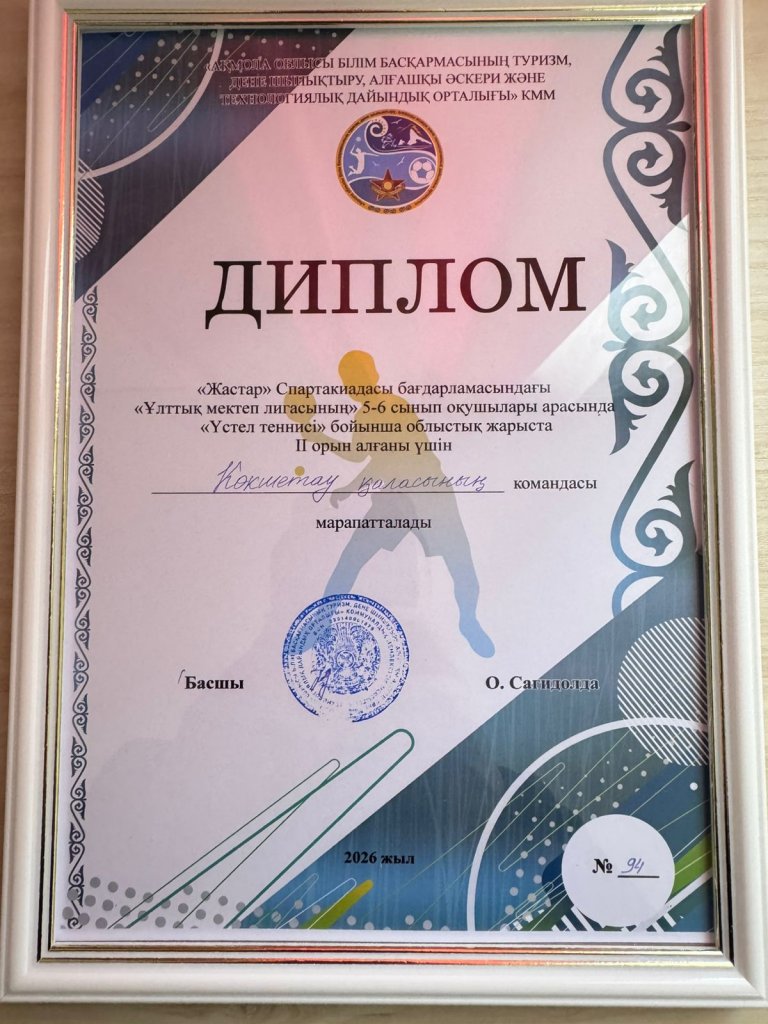 «АҚМОЛА ОБЛЫСЫ БІЛІМ БАСҚАРМАСЫНЫҢ ТУРИЗМ,
ДЕНЕ ШЫНЫҚТЫРУ, АЛҒАШҚЫ ӘСКЕРИ ЖӘНЕ
ТЕХНОЛОГИЯЛЫҚ ДАЙЫНДЫҚ ОРТАЛЫҒЫ» КММ
ДИПЛОМ
«Жастар» Спартакиадасы бағдарламасындағы
«Ұлттық мектеп лигасының» 5-6 сынып оқушылары арасында
«Үстел теннисі» бойынша облыстық жарыста
II орын алғаны үшін
Көкшетау қаласының командасы
марапатталады
Басшы О. Сағидолда
2026 жыл
№ 94